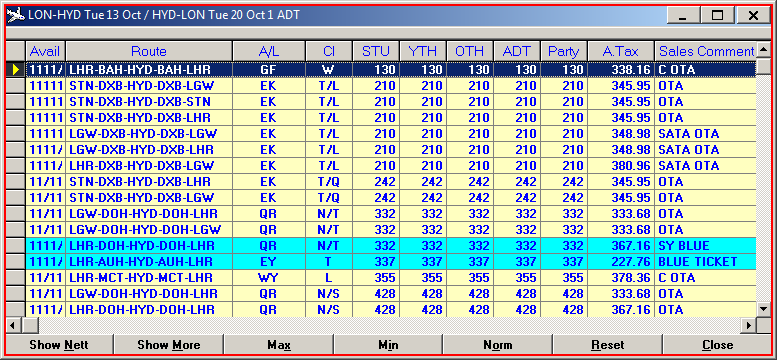 LON-HYD Tue 13 Oct / HYD-LON Tue 20 Oct 1 ADT
Avail Route A/L Cl STU YTH OTH ADT Party A.Tax Sales Comment
1111/ LHR-BAH-HYD-BAH-LHR GF W 130 130 130 130 130 338.16 C OTA
11111 STN-DXB-HYD-DXB-LGW EK T/L 210 210 210 210 210 345.95 OTA
11111 STN-DXB-HYD-DXB-STN EK T/L 210 210 210 210 210 345.95 OTA
11111 STN-DXB-HYD-DXB-LHR EK T/L 210 210 210 210 210 345.95 OTA
11111 LGW-DXB-HYD-DXB-LGW EK T/L 210 210 210 210 210 348.98 SATA OTA
1111/ LGW-DXB-HYD-DXB-LHR EK T/L 210 210 210 210 210 348.98 SATA OTA
1111/ LHR-DXB-HYD-DXB-LGW EK T/L 210 210 210 210 210 380.96 SATA OTA
11/11 STN-DXB-HYD-DXB-LHR EK T/Q 242 242 242 242 242 345.95 OTA
11/11 STN-DXB-HYD-DXB-LGW EK T/Q 242 242 242 242 242 345.95 OTA
11/11 LGW-DOH-HYD-DOH-LHR QR N/T 332 332 332 332 332 333.68 OTA
11/11 LGW-DOH-HYD-DOH-LGW QR N/T 332 332 332 332 332 333.68 OTA
1111/ LHR-DOH-HYD-DOH-LHR QR N/T 332 332 332 332 332 367.16 SY BLUE
1111/ LHR-AUH-HYD-AUH-LHR EY T 337 337 337 337 337 227.76 BLUE TICKET
11/11 LHR-MCT-HYD-MCT-LHR WY L 355 355 355 355 355 378.36 C OTA
11/11 LGW-DOH-HYD-DOH-LHR QR N/S 428 428 428 428 428 333.68 OTA
1111/ LHR-DOH-HYD-DOH-LHR QR N/S 428 428 428 428 428 367.16 OTA
Show Nett Show More Max Min Norm Reset Close